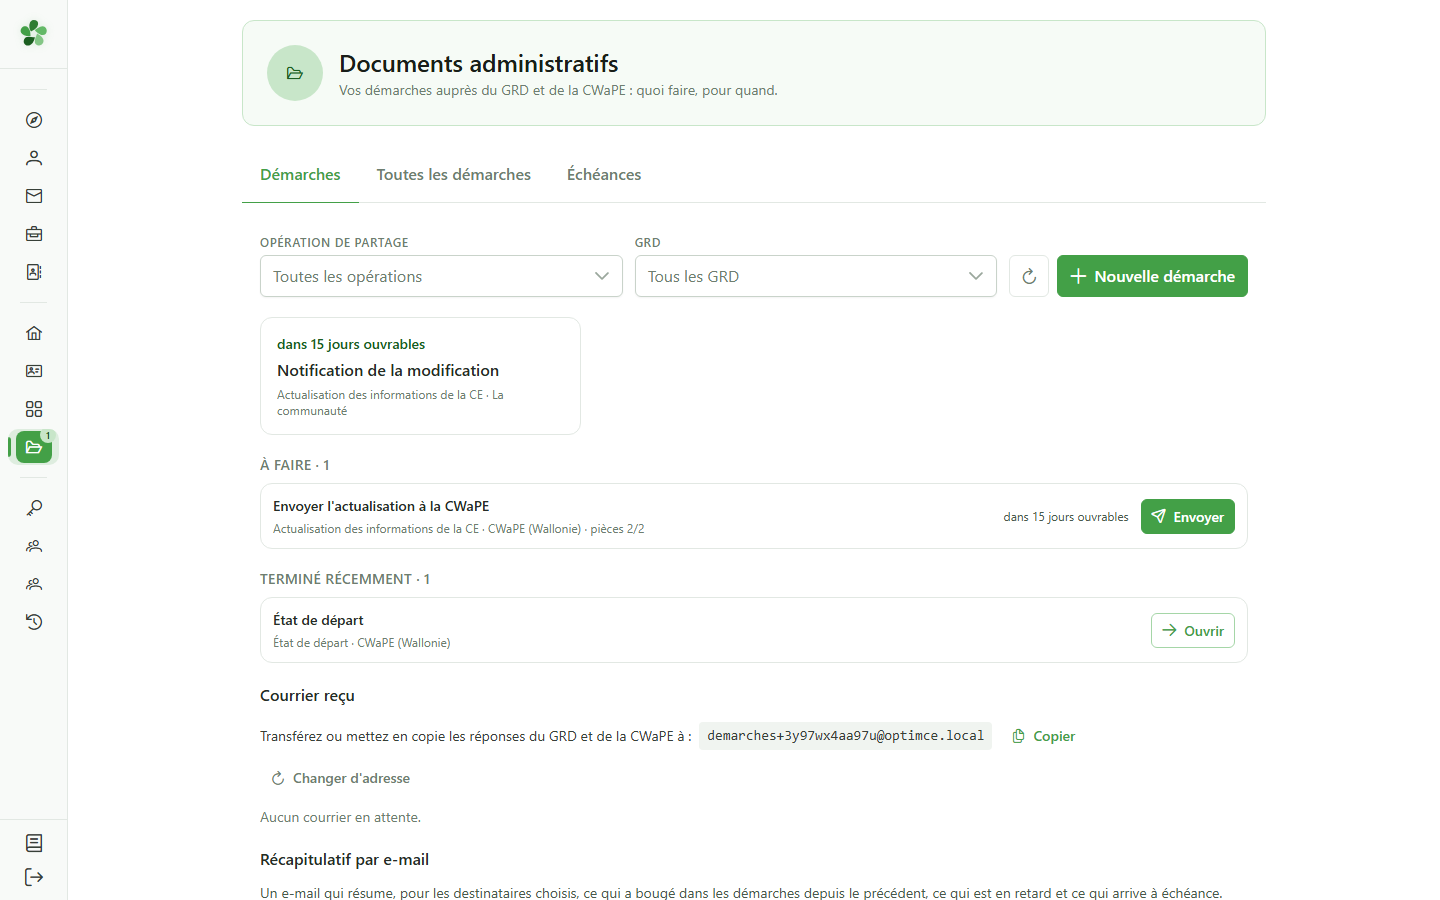 Documents administratifs
Vos démarches auprès du GRD et de la CWaPE : quoi faire, pour quand.
Démarches
Toutes les démarches
Échéances
OPÉRATION DE PARTAGE
GRD
Toutes les opérations
Tous les GRD
Nouvelle démarche
dans 15 jours ouvrables
Notification de la modification
Actualisation des informations de la CE · La
communauté
1
À FAIRE · 1
Envoyer l'actualisation à la CWaPE
Actualisation des informations de la CE · CWaPE (Wallonie) · pièces 2/2
dans 15 jours ouvrables
Envoyer
TERMINÉ RÉCEMMENT · 1
État de départ
État de départ · CWaPE (Wallonie)
Ouvrir
Courrier reçu
Transférez ou mettez en copie les réponses du GRD et de la CWaPE à : demarches+3y97wx4aa97u@optimce.local
Copier
Changer d'adresse
Aucun courrier en attente.
Récapitulatif par e-mail
Un e-mail qui résume, pour les destinataires choisis, ce qui a bougé dans les démarches depuis le précédent, ce qui est en retard et ce qui arrive à échéance.